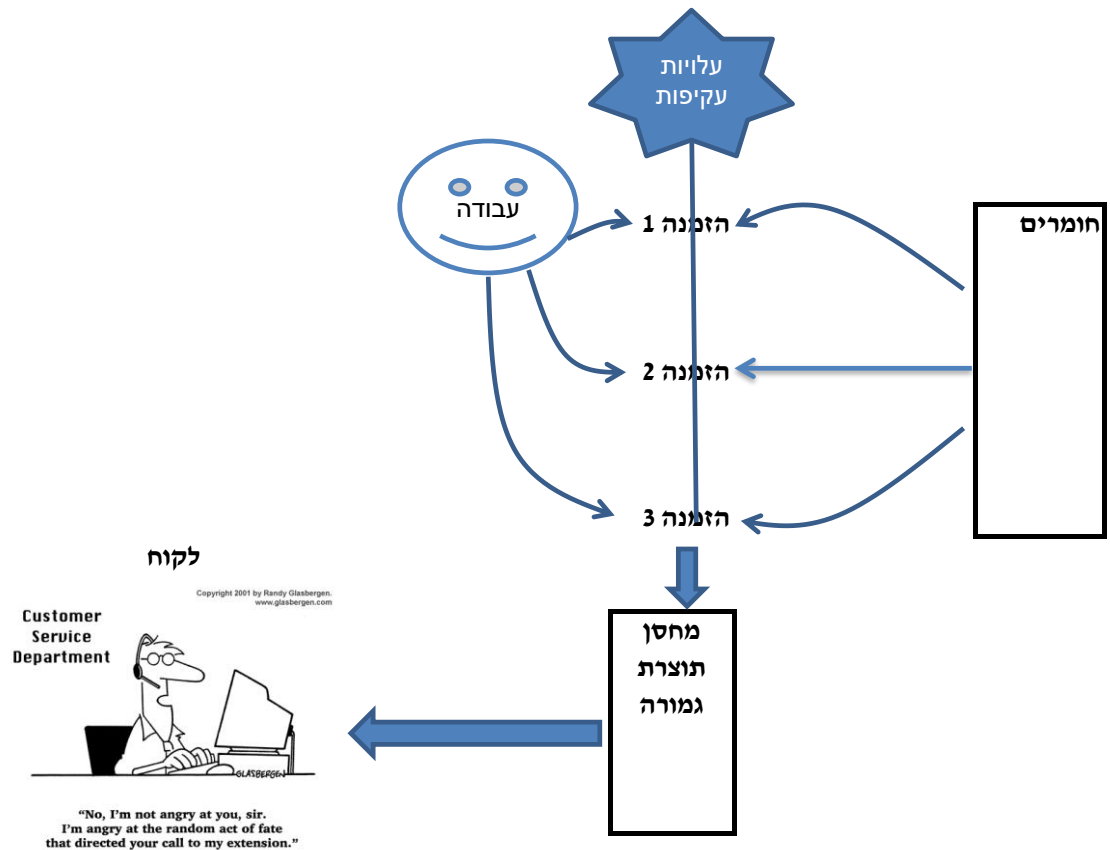 עלויות
עקיפות
עבודה
הזמנה 1
חומרים
הזמנה 2
הזמנה 3
לקוח
Copyright 2001 by Randy Glasbergen.
www.glasbergen.com
Customer
Service
Department
GLASBERGEN
"No, I'm not angry at you, sir.
I'm angry at the random act of fate
that directed your call to my extension."
מחסן
תוצרת
גמורה